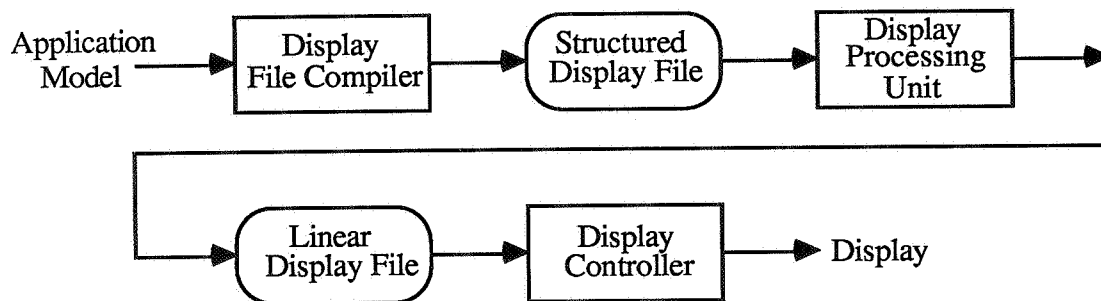 Application
Model
Display
File Compiler
Structured
Display File
Display
Processing
Unit
Linear
Display File
Display
Controller
Display